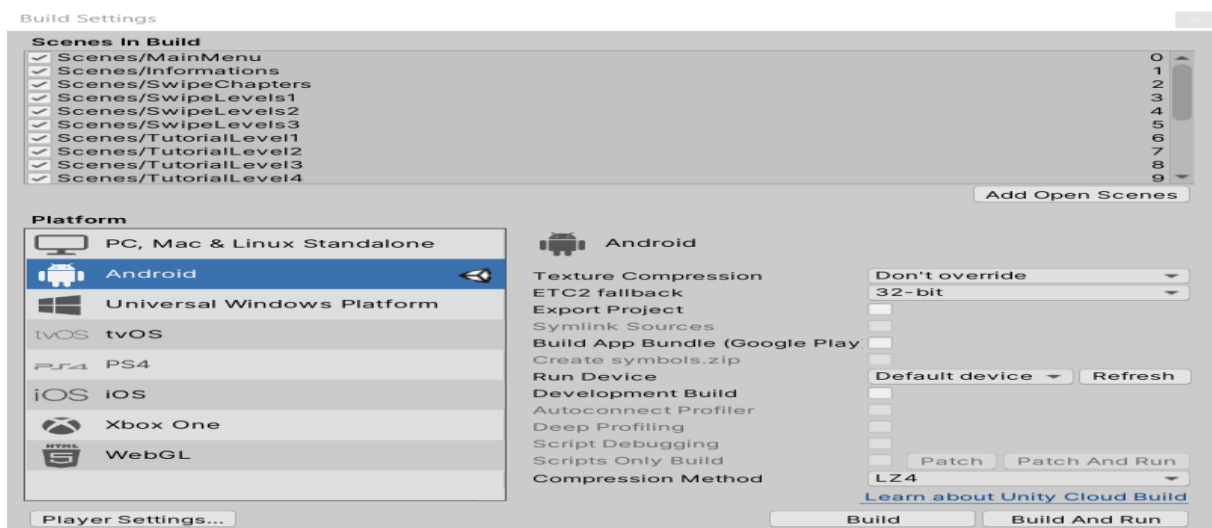 Build Settings
Scenes In Build
Scenes/MainMenu 0
Scenes/Informations 1
Scenes/SwipeChapters 2
Scenes/SwipeLevels1 3
Scenes/SwipeLevels2 4
Scenes/SwipeLevels3 5
Scenes/TutorialLevel1 6
Scenes/TutorialLevel2 7
Scenes/TutorialLevel3 8
Scenes/TutorialLevel4 9
Add Open Scenes
Platform
PC, Mac & Linux Standalone
Android
Universal Windows Platform
tvOS tvOS
PS4 PS4
iOS iOS
Xbox One
HTML 5 WebGL
Android
Texture Compression Don't override
ETC2 fallback 32-bit
Export Project
Symlink Sources
Build App Bundle (Google Play
Create symbols.zip
Run Device Default device Refresh
Development Build
Autoconnect Profiler
Deep Profiling
Script Debugging
Scripts Only Build Patch Patch And Run
Compression Method LZ4
Learn about Unity Cloud Build
Player Settings... Build Build And Run